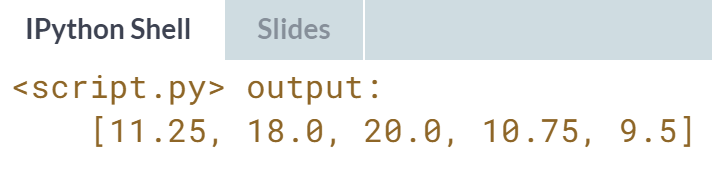 IPython Shell Slides
<script.py> output:
[11.25, 18.0, 20.0, 10.75, 9.5]